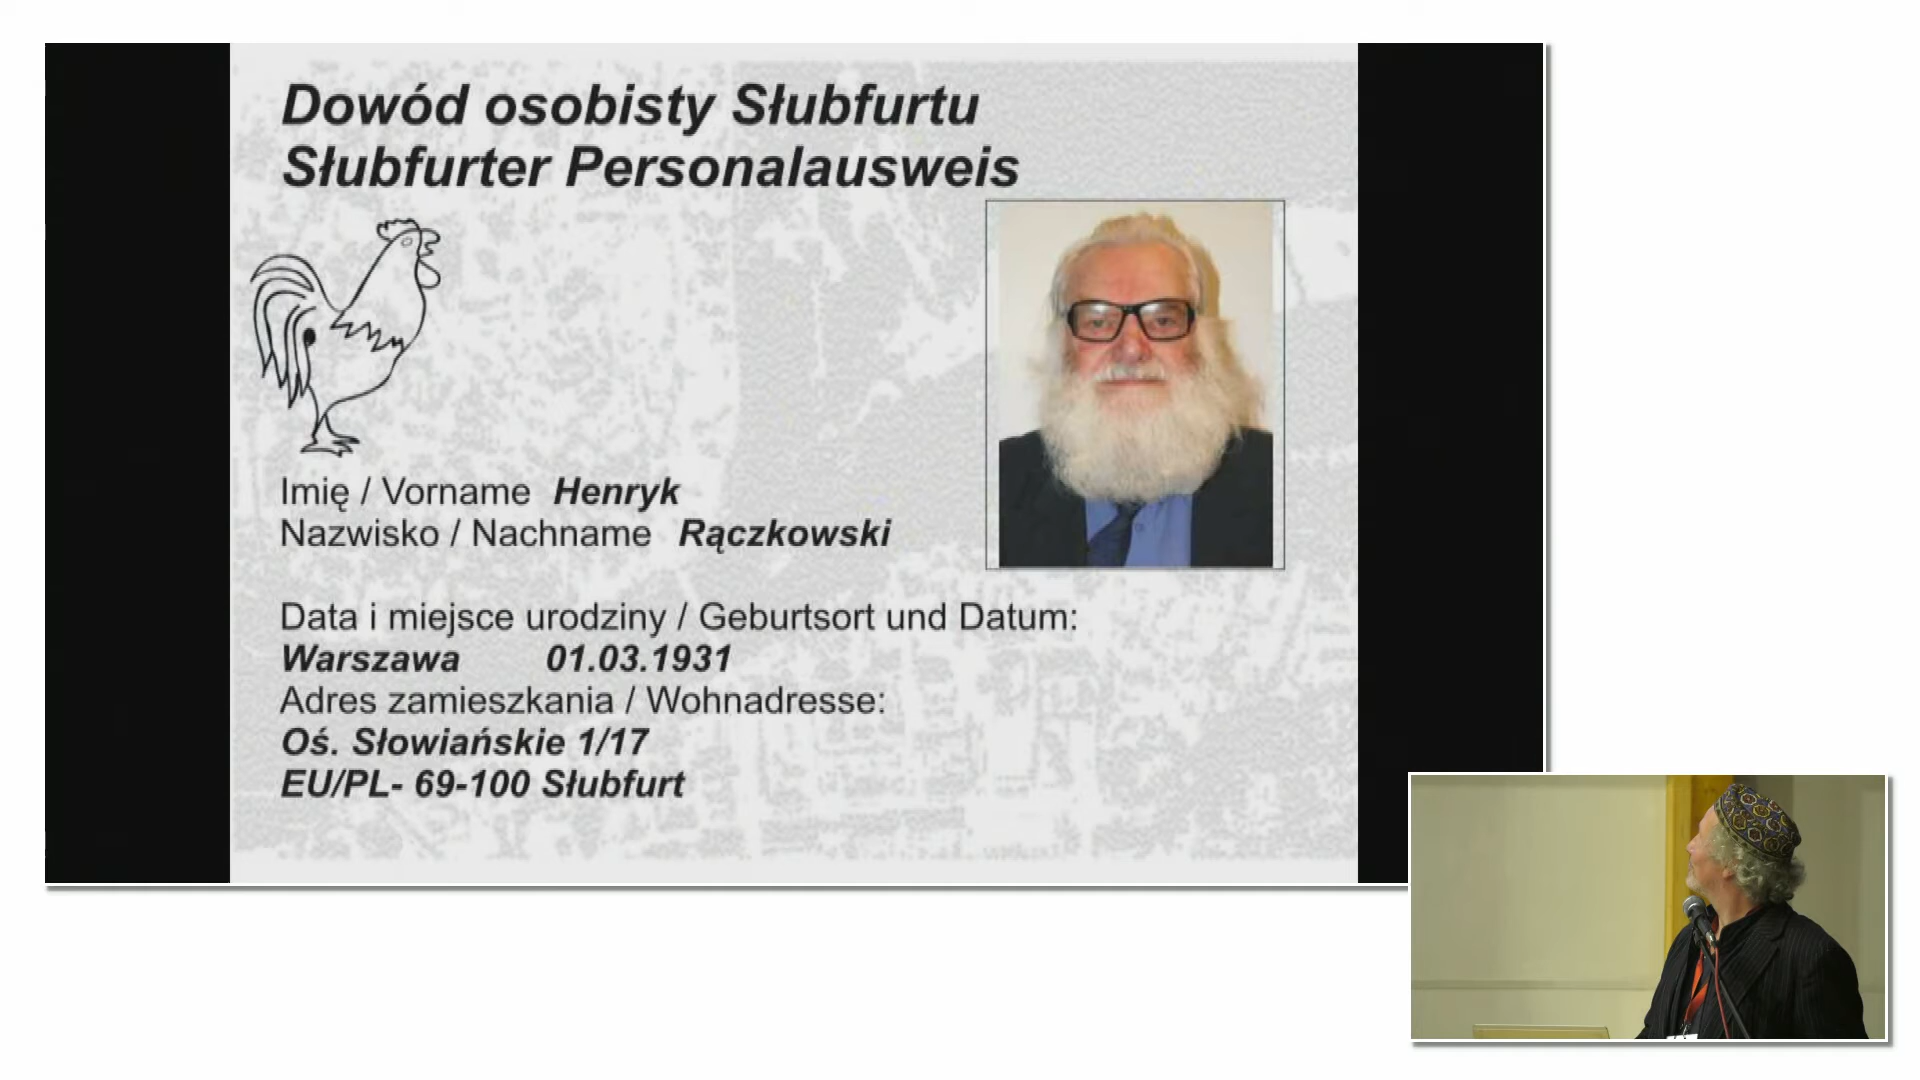 Dowód osobisty Słubfurtu
Słubfurter Personalausweis
Imię / Vorname Henryk
Nazwisko / Nachname Rączkowski
Data i miejsce urodziny / Geburtsort und Datum:
Warszawa 01.03.1931
Adres zamieszkania / Wohnadresse:
Oś. Słowiańskie 1/17
EU/PL- 69-100 Słubfurt